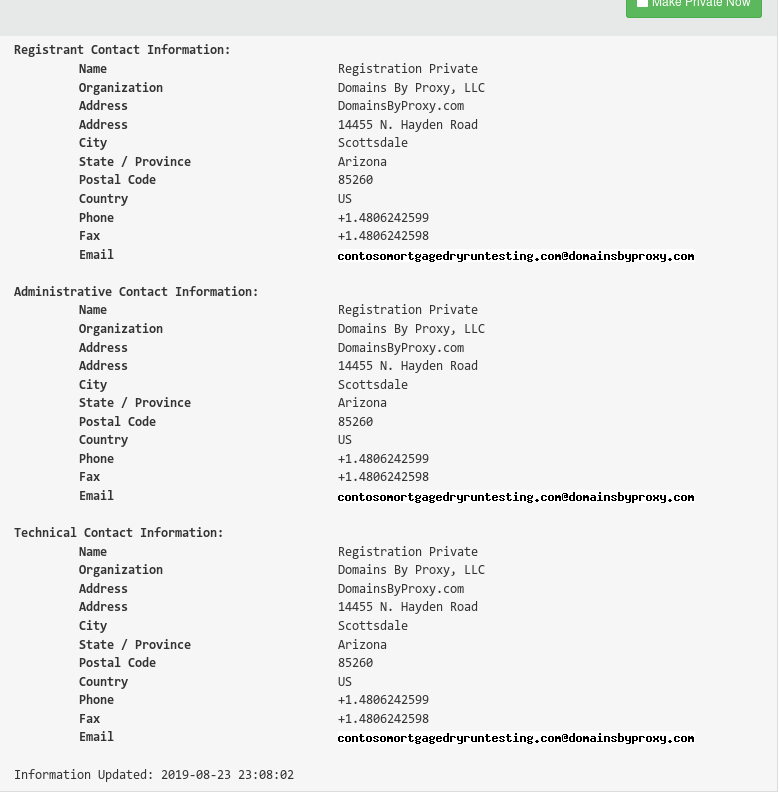 Make Private Now
Registrant Contact Information:
Name Registration Private
Organization Domains By Proxy, LLC
Address DomainsByProxy.com
Address 14455 N. Hayden Road
City Scottsdale
State / Province Arizona
Postal Code 85260
Country US
Phone +1.4806242599
Fax +1.4806242598
Email contosomortgagedryruntesting.com@domainsbyproxy.com
Administrative Contact Information:
Name Registration Private
Organization Domains By Proxy, LLC
Address DomainsByProxy.com
Address 14455 N. Hayden Road
City Scottsdale
State / Province Arizona
Postal Code 85260
Country US
Phone +1.4806242599
Fax +1.4806242598
Email contosomortgagedryruntesting.com@domainsbyproxy.com
Technical Contact Information:
Name Registration Private
Organization Domains By Proxy, LLC
Address DomainsByProxy.com
Address 14455 N. Hayden Road
City Scottsdale
State / Province Arizona
Postal Code 85260
Country US
Phone +1.4806242599
Fax +1.4806242598
Email contosomortgagedryruntesting.com@domainsbyproxy.com
Information Updated: 2019-08-23 23:08:02